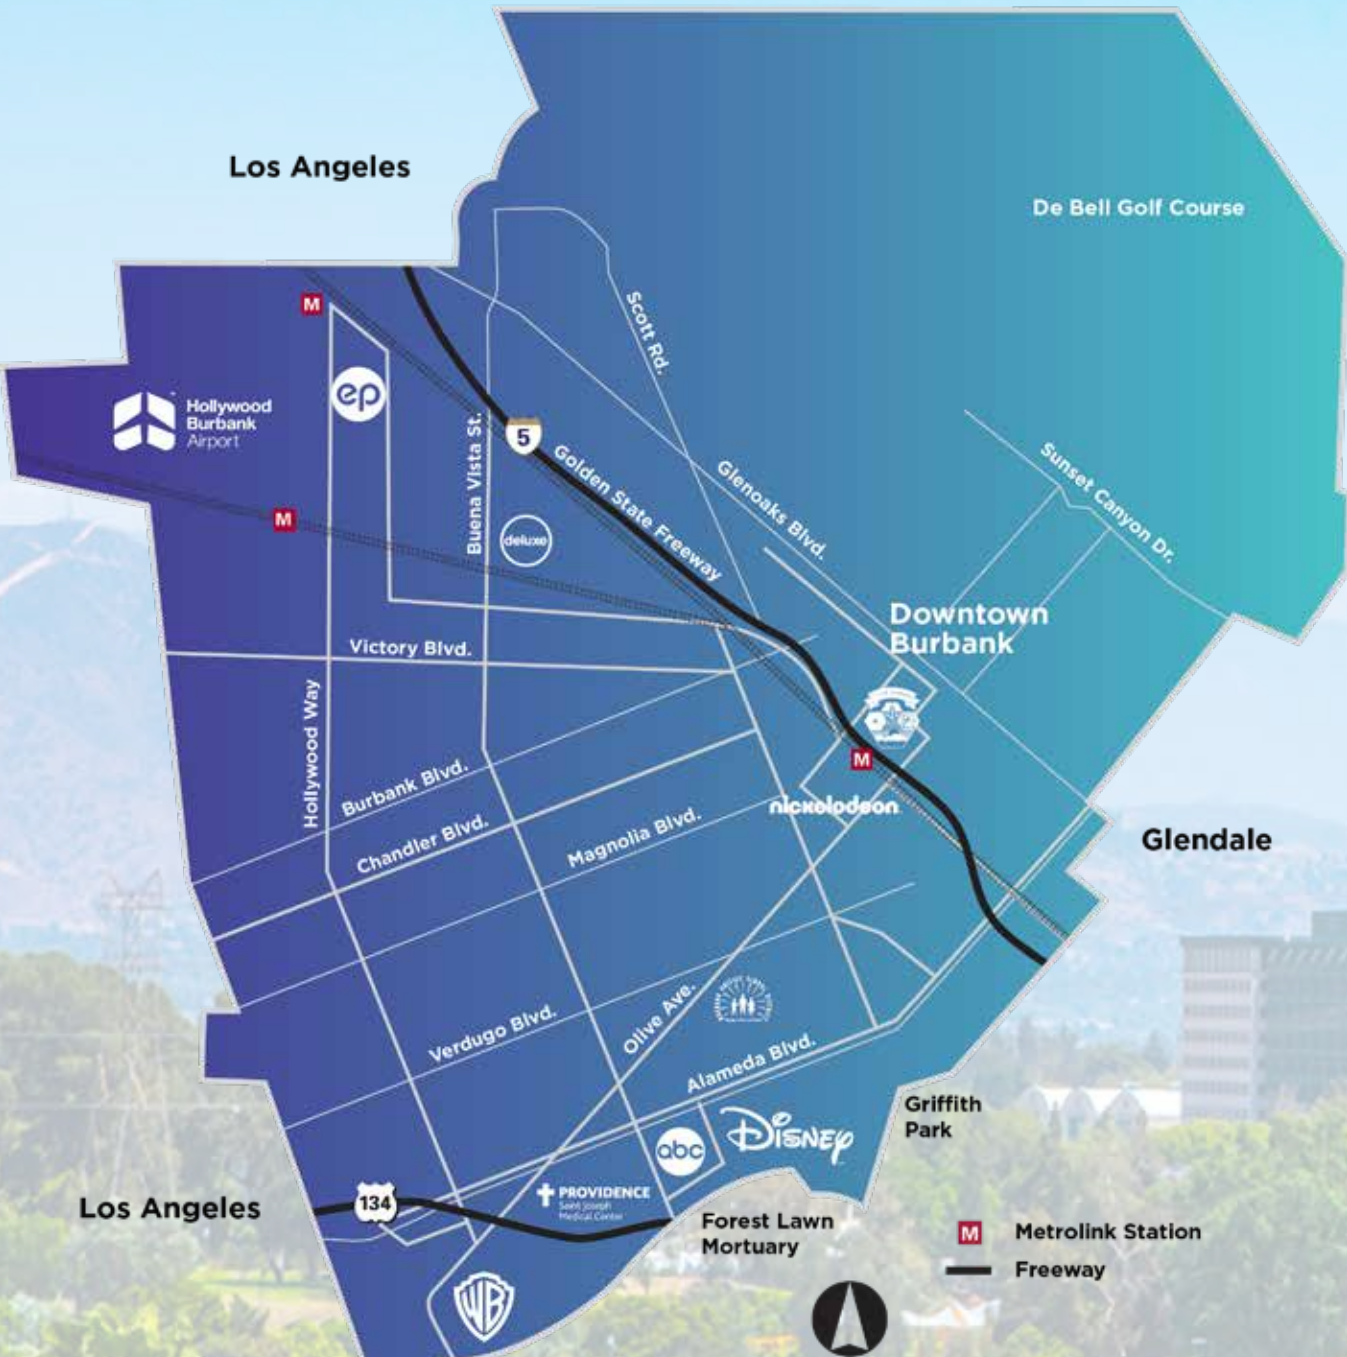 Los Angeles
De Bell Golf Course
M
Scott Rd.
ep
Hollywood
Burbank
Airport
Buena Vista St.
5
Golden State Freeway
Glenoaks Blvd.
Sunset Canyon Dr.
M
deluxe
Downtown
Burbank
Victory Blvd.
Hollywood Way
M
Burbank Blvd.
nickelodeon
Chandler Blvd.
Magnolia Blvd.
Glendale
Verdugo Blvd.
Olive Ave.
Alameda Blvd.
Griffith
Park
abc
Disney
PROVIDENCE
Saint Joseph
Medical Center
Los Angeles
134
Forest Lawn
Mortuary
M Metrolink Station
Freeway
WB